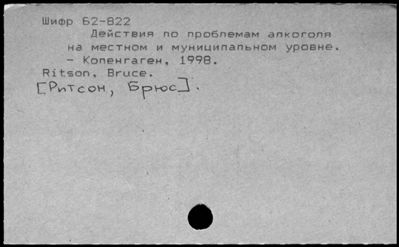 Шифр Б2-822
Действия по проблемам алкоголя
на местном и муниципальном уровне.
- Копенгаген, 1998.
Ritson, Bruce.
[Ритсон, Брюс].